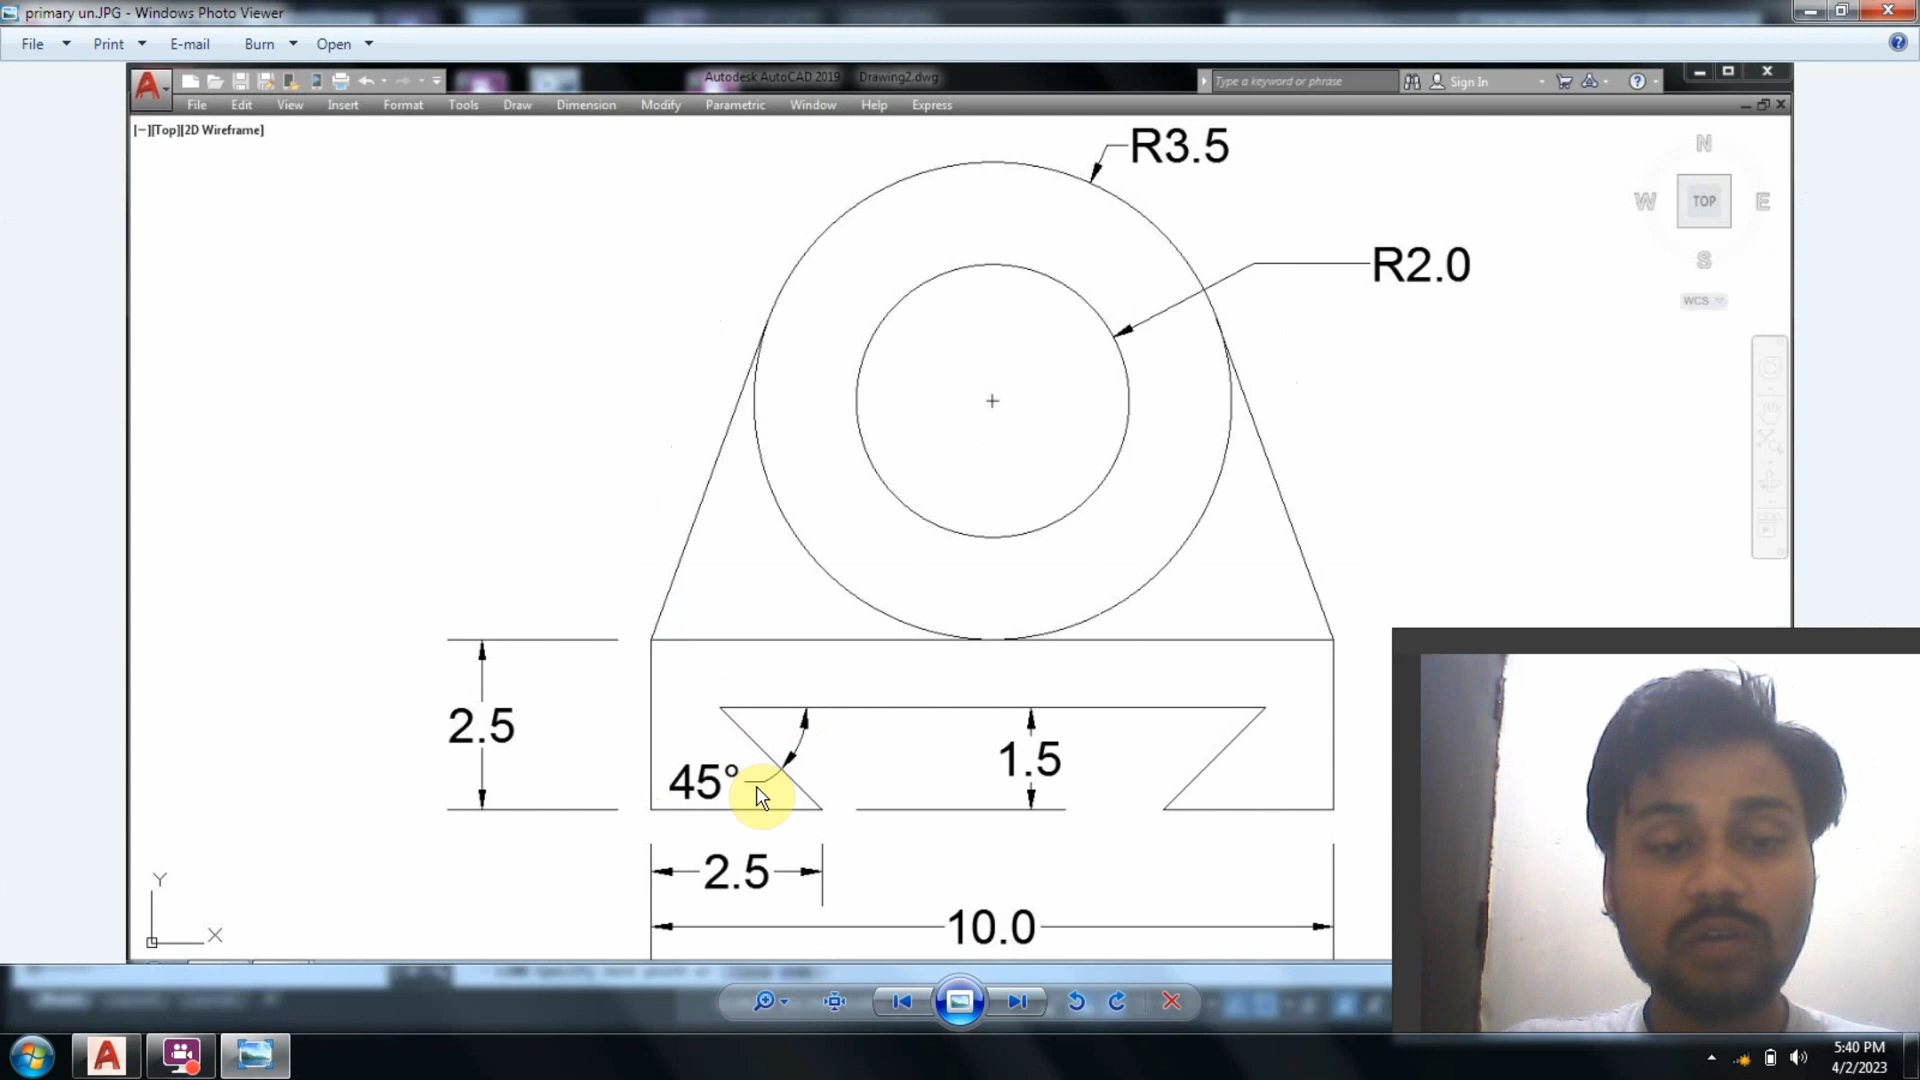 primary un.JPG - Windows Photo Viewer
File Print E-mail Burn Open
Autodesk AutoCAD 2019 Drawing2.dwg
Type a keyword or phrase
Sign In
File Edit View Insert Format Tools Draw Dimension Modify Parametric Window Help Express
[−][Top][2D Wireframe]
R3.5
N
W TOP E
S
WCS
R2.0
2.5
45°
1.5
2.5
10.0
Y
X
5:40 PM
4/2/2023